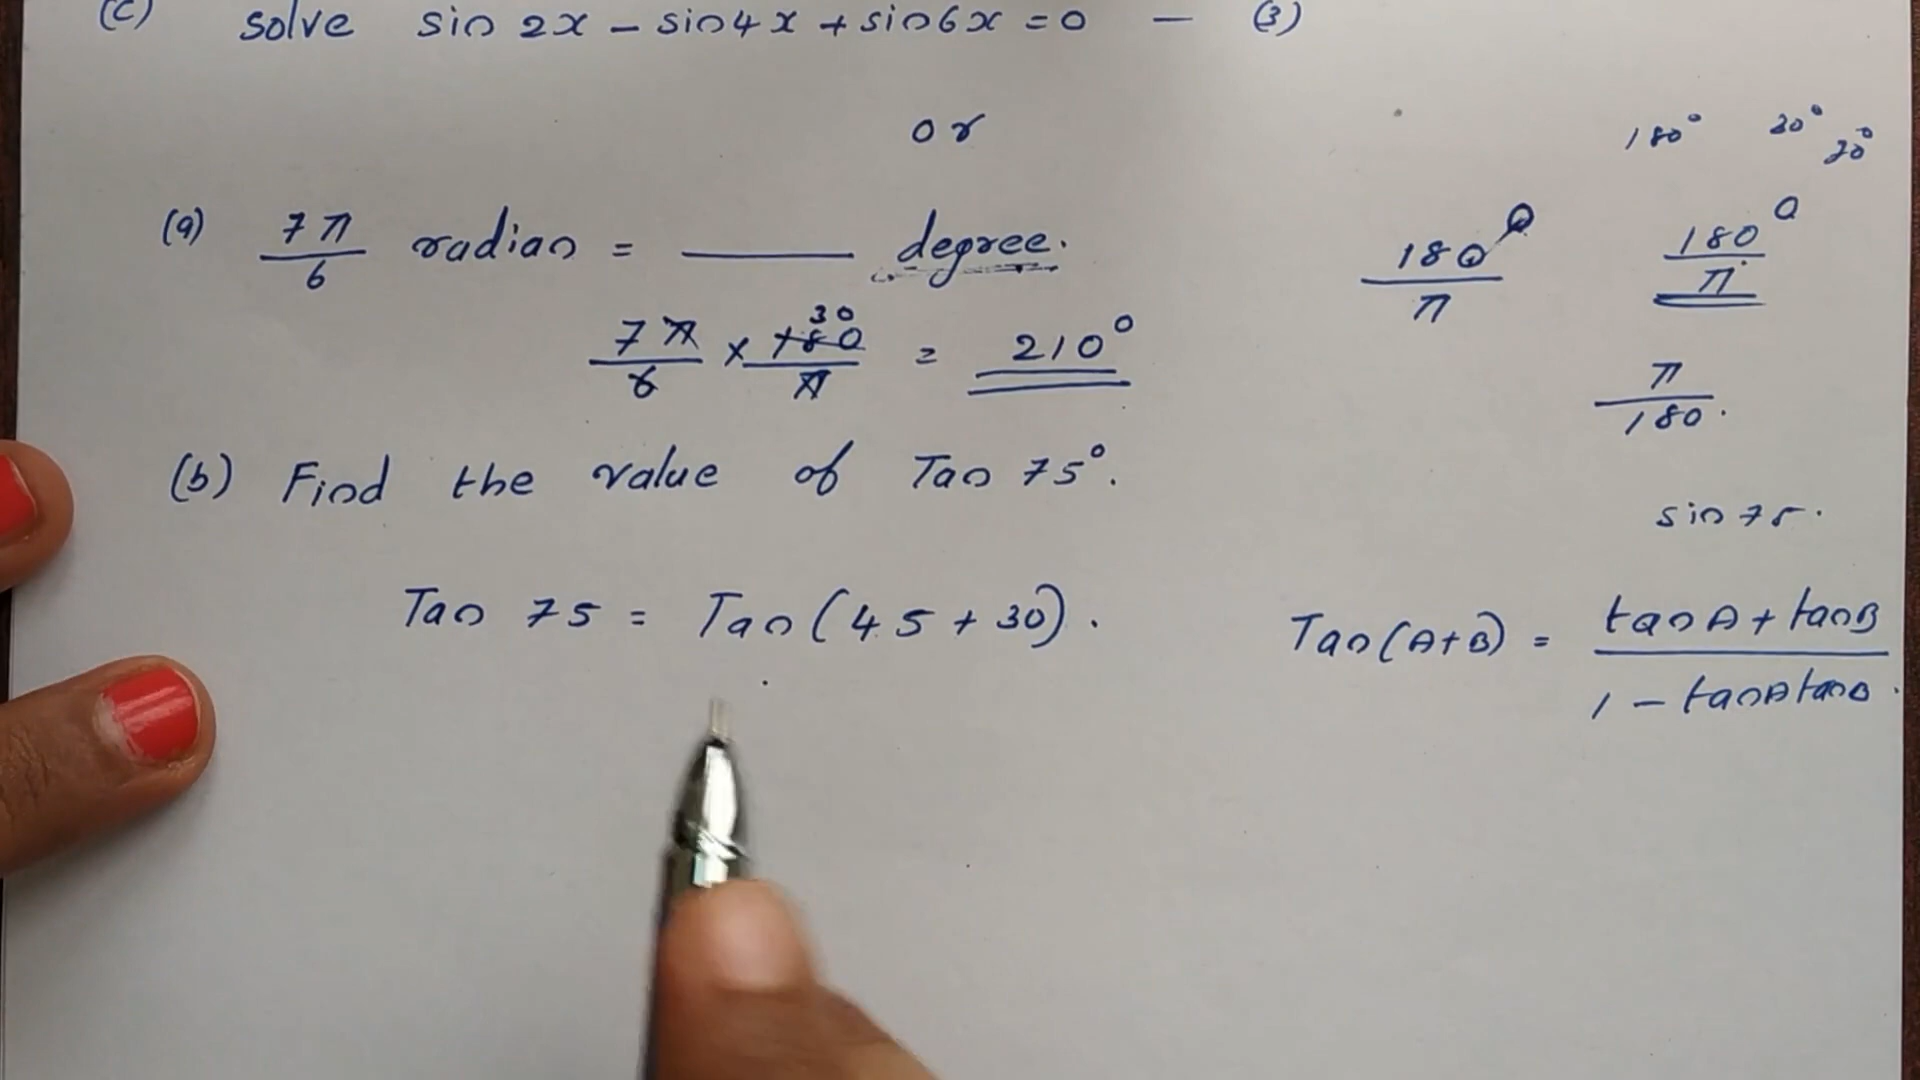 (c) solve sin 2x - sin4x + sin6x = 0 — (3)
or
180° 30°
(a) 7π/6 radian = ______ degree.
180°/π 180°/π
7π/6 × 180/π = 210°
30
π/180.
(b) Find the value of Tan 75°.
sin 75.
Tan 75 = Tan(45 + 30).
Tan(A+B) = tanA + tanB / 1 - tanA tanB.